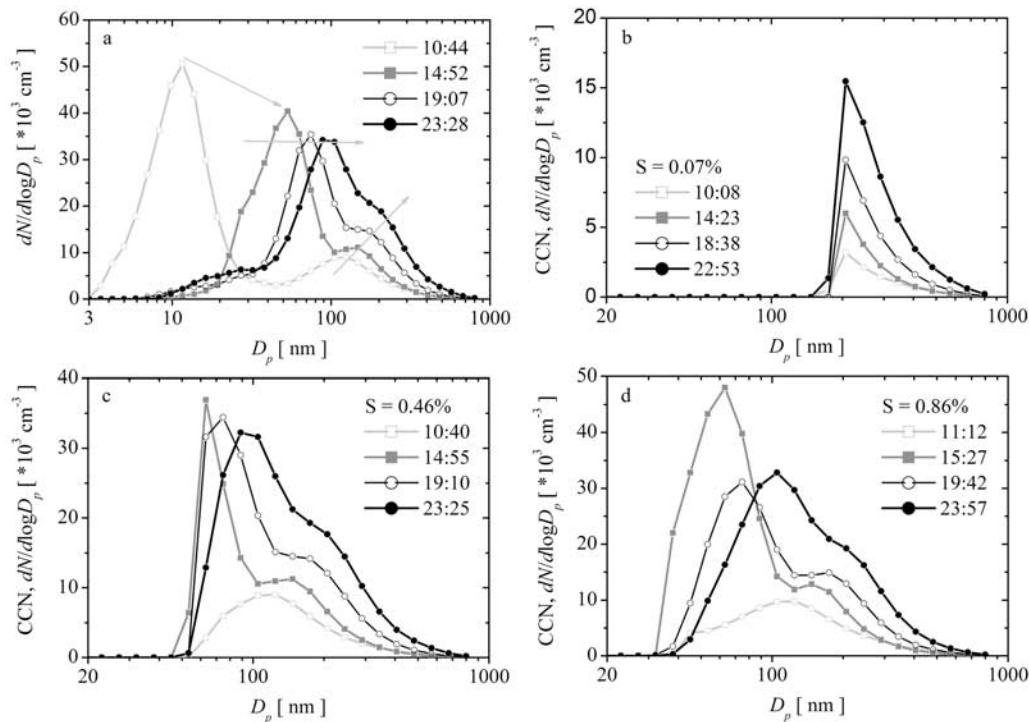 a
dN/dlogDp [ *10³ cm⁻³ ]
60
50
40
30
20
10
0
10:44
14:52
19:07
23:28
3 10 100 1000
Dp [ nm ]
b
CCN, dN/dlogDp [ *10³ cm⁻³ ]
20
15
10
5
0
S = 0.07%
10:08
14:23
18:38
22:53
20 100 1000
Dp [ nm ]
c
CCN, dN/dlogDp [ *10³ cm⁻³ ]
40
30
20
10
0
S = 0.46%
10:40
14:55
19:10
23:25
20 100 1000
Dp [ nm ]
d
CCN, dN/dlogDp [ *10³ cm⁻³ ]
50
40
30
20
10
0
S = 0.86%
11:12
15:27
19:42
23:57
20 100 1000
Dp [ nm ]